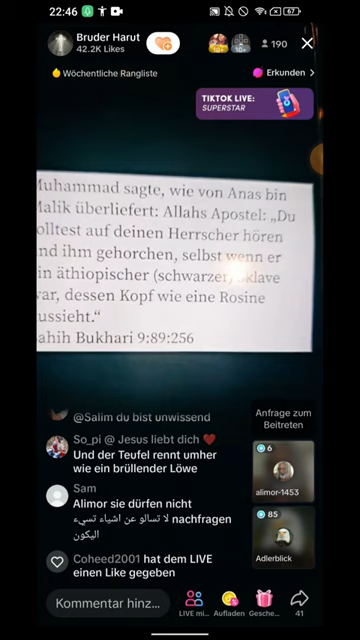 22:46
67
Bruder Harut
42.2K Likes
10+
10+
190
Wöchentliche Rangliste
Erkunden >
TIKTOK LIVE:
SUPERSTAR
Muhammad sagte, wie von Anas bin
Malik überliefert: Allahs Apostel: „Du
solltest auf deinen Herrscher hören
und ihm gehorchen, selbst wenn er
ein äthiopischer (schwarzer) Sklave
war, dessen Kopf wie eine Rosine
aussieht.“
Sahih Bukhari 9:89:256
@Salim du bist unwissend
So_pi @ Jesus liebt dich ❤️
Und der Teufel rennt umher
wie ein brüllender Löwe
Sam
Alimor sie dürfen nicht
nachfragen لا تسالو عن اشياء تسيء
اليكون
Coheed2001 hat dem LIVE
einen Like gegeben
Anfrage zum
Beitreten
6
alimor-1453
85
Adlerblick
Kommentar hinz...
LIVE mi...
Aufladen
Gesche...
41